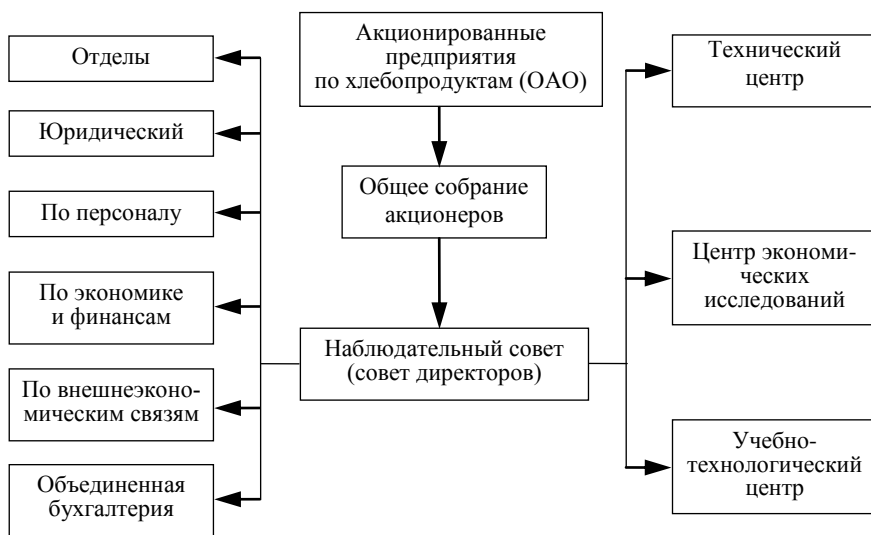 Отделы
Юридический
По персоналу
По экономике
и финансам
По внешнеэконо-
мическим связям
Объединенная
бухгалтерия
Акционированные
предприятия
по хлебопродуктам (ОАО)
Общее собрание
акционеров
Наблюдательный совет
(совет директоров)
Технический
центр
Центр экономи-
ческих
исследований
Учебно-
технологический
центр